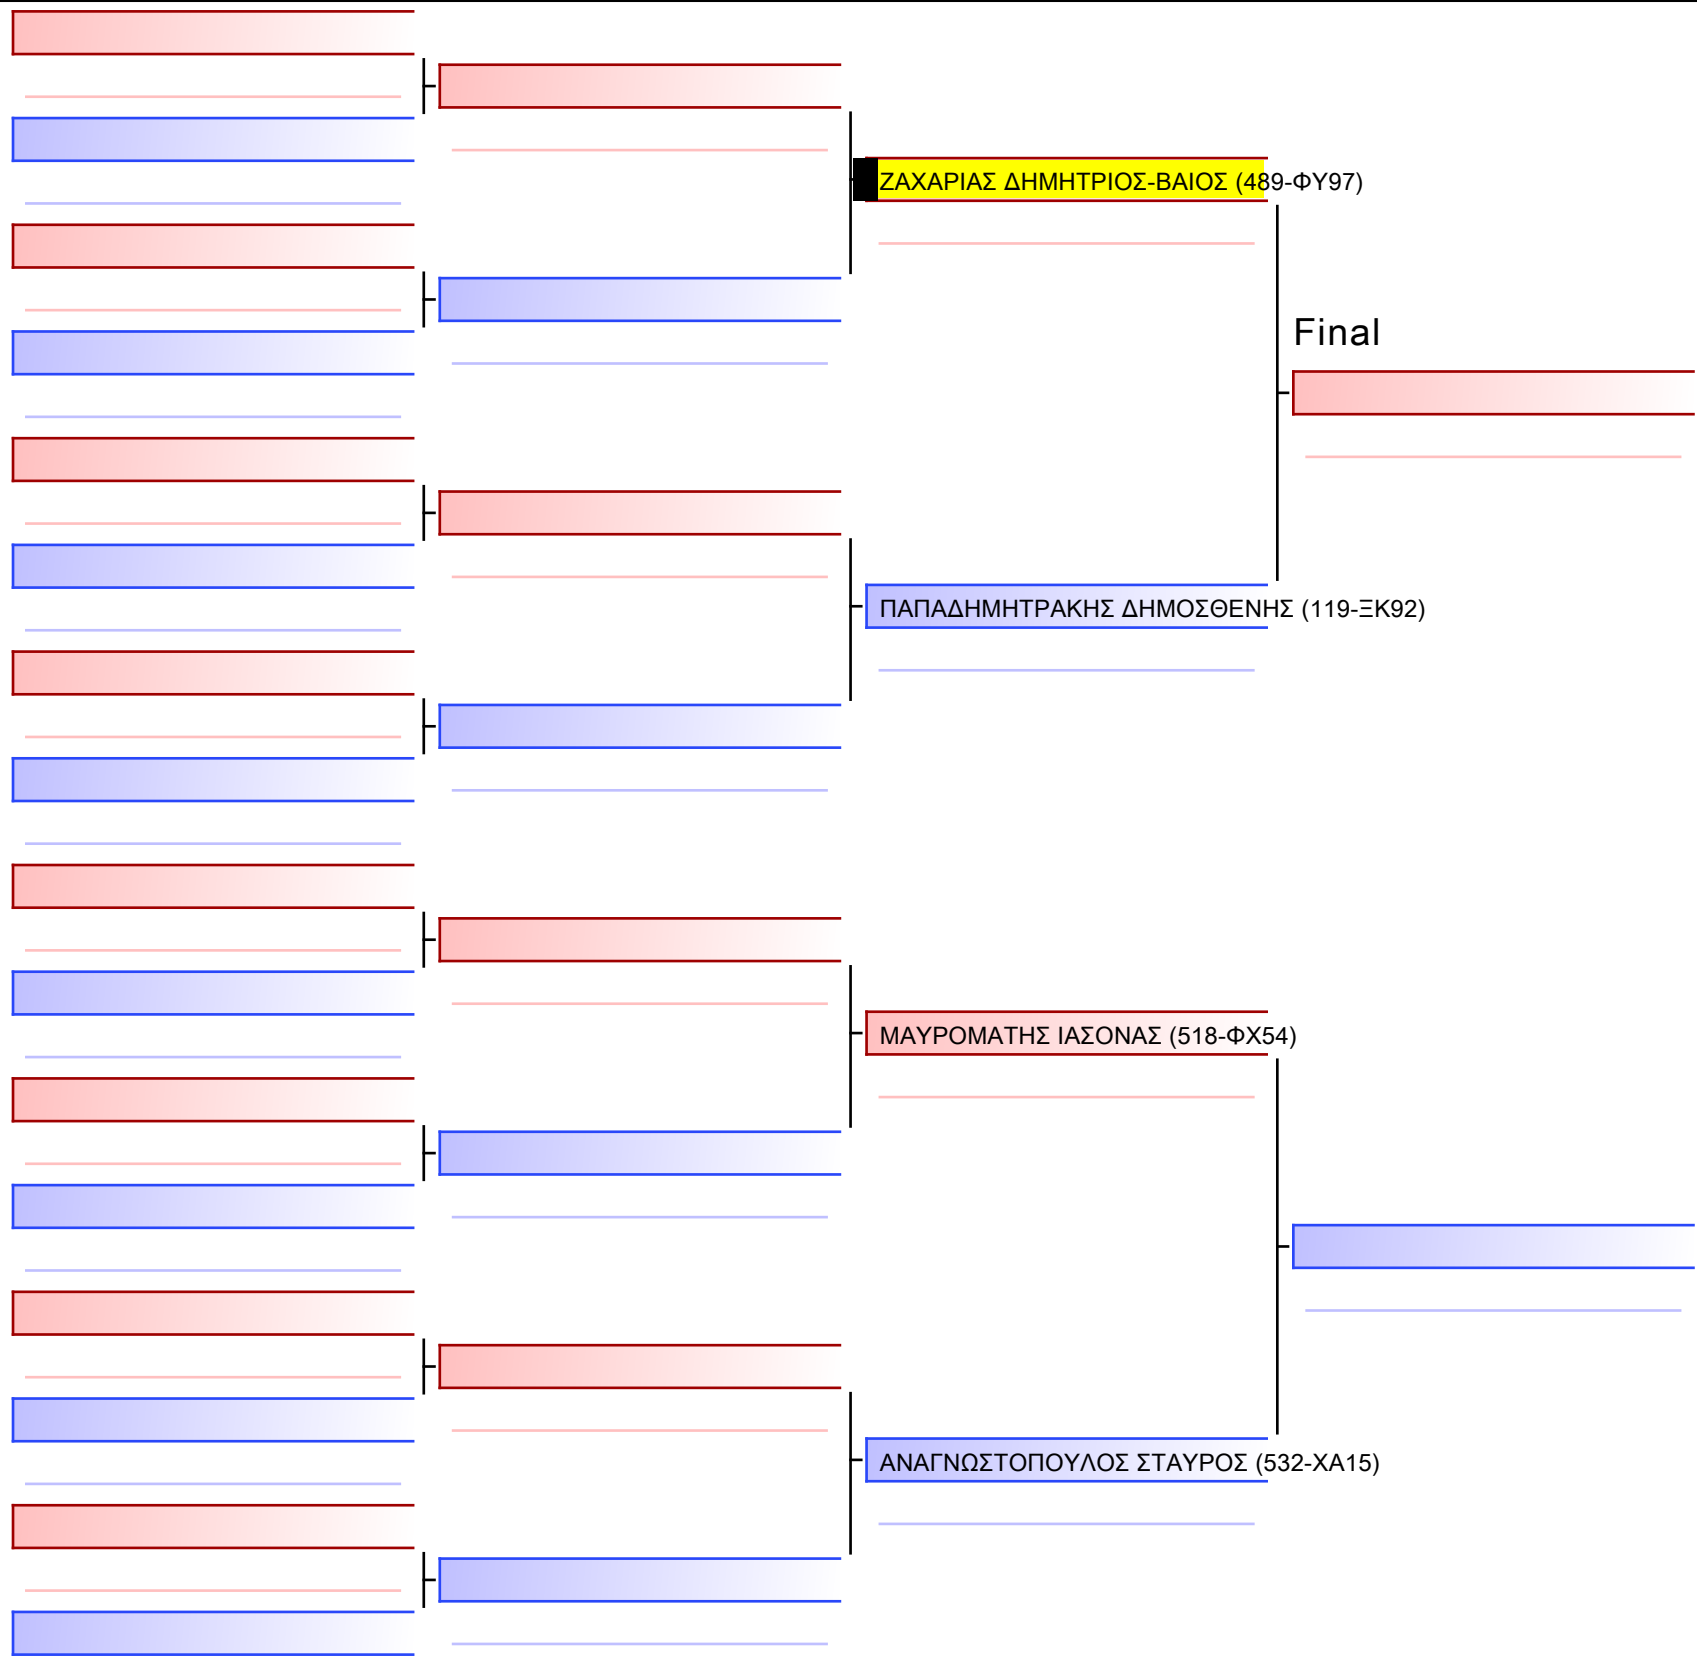 ΖΑΧΑΡΙΑΣ ΔΗΜΗΤΡΙΟΣ-ΒΑΙΟΣ (489-ΦΥ97)
Final
ΠΑΠΑΔΗΜΗΤΡΑΚΗΣ ΔΗΜΟΣΘΕΝΗΣ (119-ΞΚ92)
ΜΑΥΡΟΜΑΤΗΣ ΙΑΣΟΝΑΣ (518-ΦΧ54)
ΑΝΑΓΝΩΣΤΟΠΟΥΛΟΣ ΣΤΑΥΡΟΣ (532-ΧΑ15)